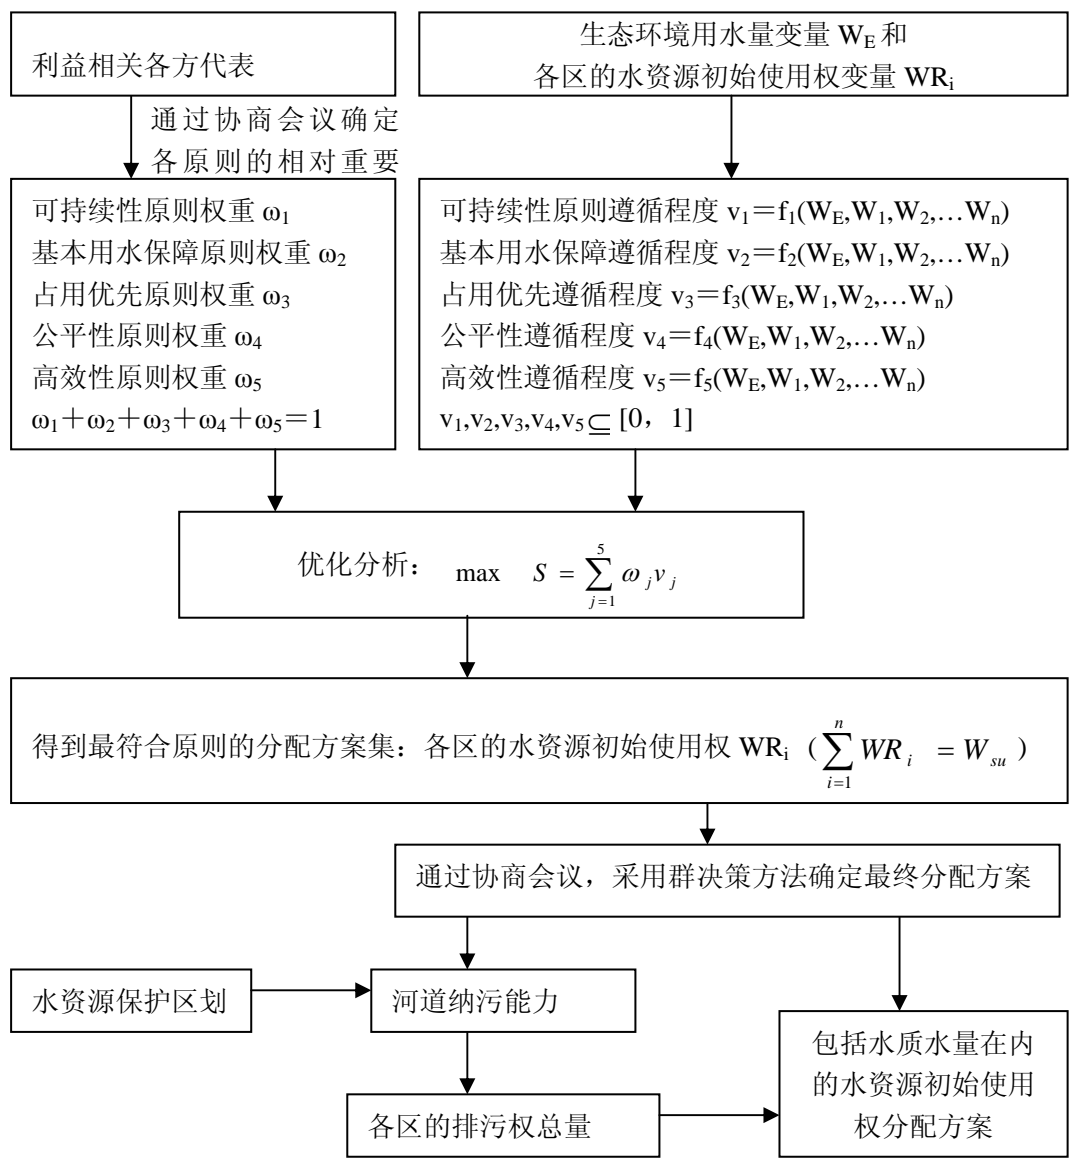 利益相关各方代表
生态环境用水量变量 W_E 和
各区的水资源初始使用权变量 WR_i
通过协商会议确定
各原则的相对重要
可持续性原则权重 ω_1
基本用水保障原则权重 ω_2
占用优先原则权重 ω_3
公平性原则权重 ω_4
高效性原则权重 ω_5
ω_1＋ω_2＋ω_3＋ω_4＋ω_5＝1
可持续性原则遵循程度 v_1＝f_1(W_E,W_1,W_2,…W_n)
基本用水保障遵循程度 v_2＝f_2(W_E,W_1,W_2,…W_n)
占用优先遵循程度 v_3＝f_3(W_E,W_1,W_2,…W_n)
公平性遵循程度 v_4＝f_4(W_E,W_1,W_2,…W_n)
高效性遵循程度 v_5＝f_5(W_E,W_1,W_2,…W_n)
v_1,v_2,v_3,v_4,v_5⊆ [0，1]
优化分析： max S = \sum_{j=1}^{5} ω_j v_j
得到最符合原则的分配方案集：各区的水资源初始使用权 WR_i（\sum_{i=1}^{n} WR_i = W_{su}）
通过协商会议，采用群决策方法确定最终分配方案
水资源保护区划
河道纳污能力
包括水质水量在内
的水资源初始使用
权分配方案
各区的排污权总量